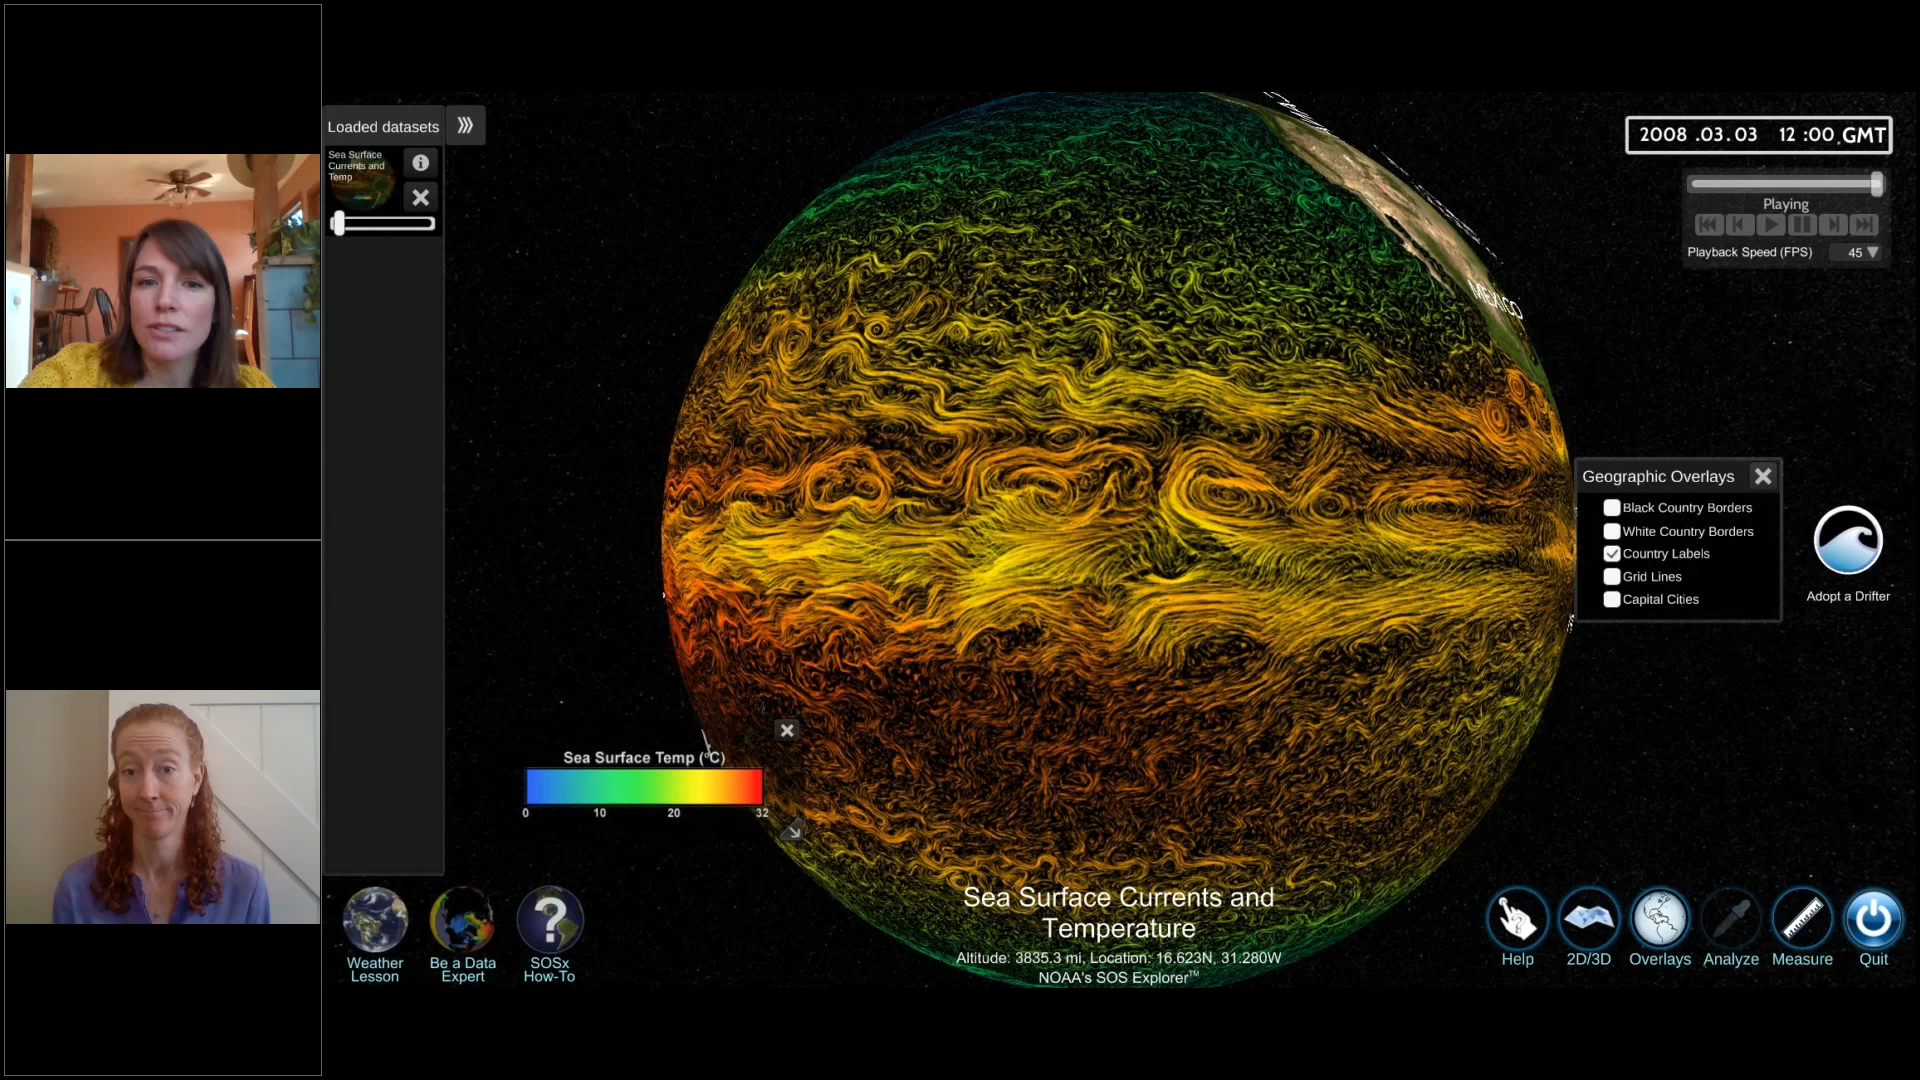 Loaded datasets
Sea Surface
Currents and
Temp
2008 .03.03 12 :00 GMT
Playing
Playback Speed (FPS) 45
MEXICO
Geographic Overlays
Black Country Borders
White Country Borders
Country Labels
Grid Lines
Capital Cities
Adopt a Drifter
Sea Surface Temp (°C)
0 10 20 32
Sea Surface Currents and
Temperature
Altitude: 3835.3 mi, Location: 16.623N, 31.280W
NOAA's SOS Explorer™
Weather
Lesson
Be a Data
Expert
SOSx
How-To
Help
2D/3D
Overlays
Analyze
Measure
Quit